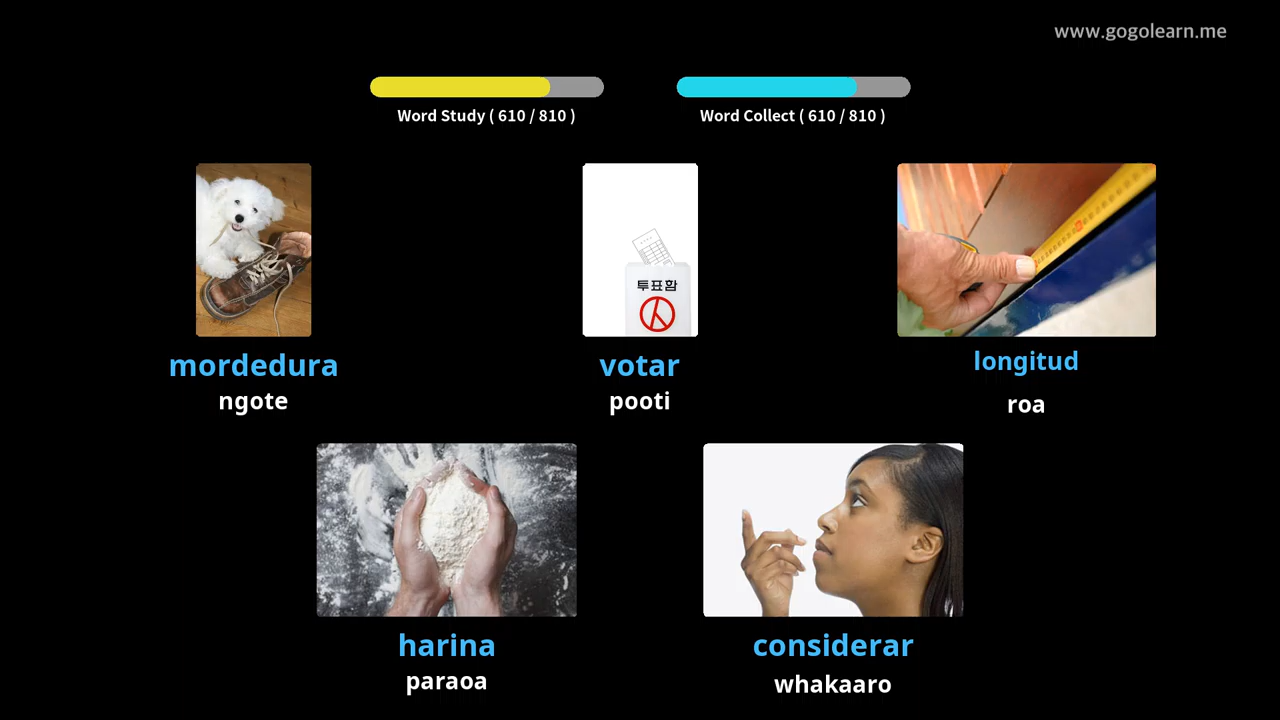 www.gogolearn.me
Word Study ( 610 / 810 )
Word Collect ( 610 / 810 )
투표함
mordedura
ngote
votar
pooti
longitud
roa
harina
paraoa
considerar
whakaaro